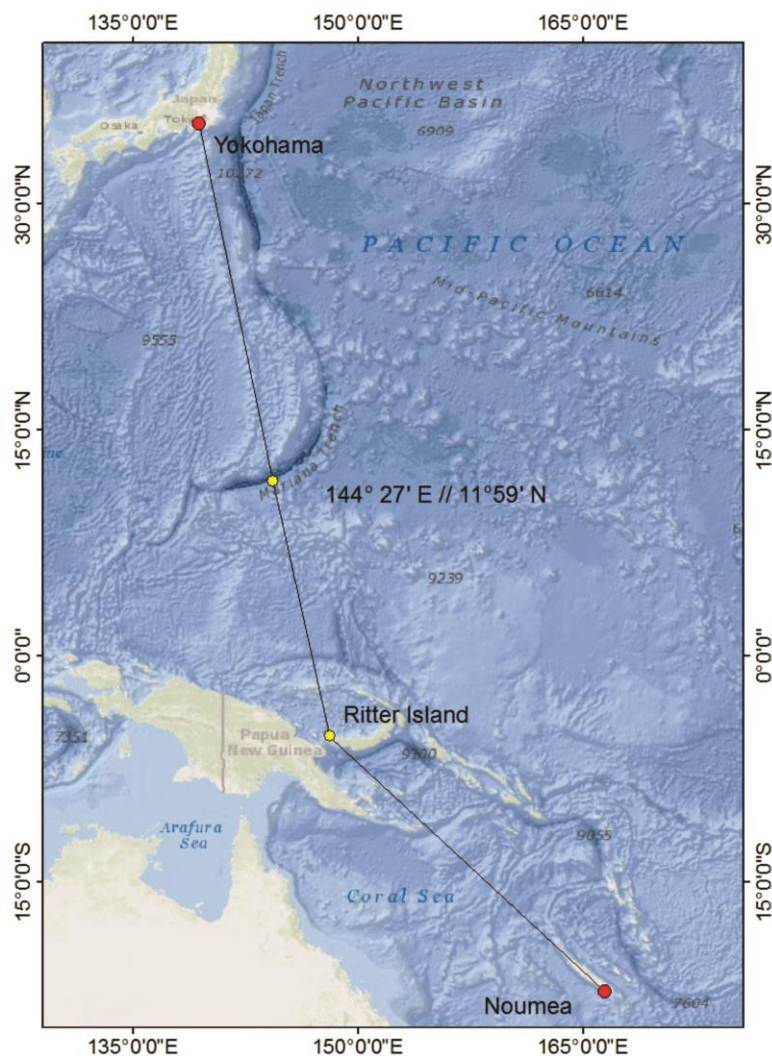 135°0'0"E 150°0'0"E 165°0'0"E
Northwest
Pacific Basin
6909
Japan Trench
Japan
Osaka
Yokohama
10272
30°0'0"N
30°0'0"N
PACIFIC OCEAN
Mid-Pacific Mountains
6614
9555
15°0'0"N
15°0'0"N
Mariana Trench
144° 27' E // 11°59' N
9239
0°0'0"
0°0'0"
Ritter Island
Papua
New Guinea
7351
9100
Arafura
Sea
9055
15°0'0"S
15°0'0"S
Coral Sea
Noumea
7604
135°0'0"E 150°0'0"E 165°0'0"E